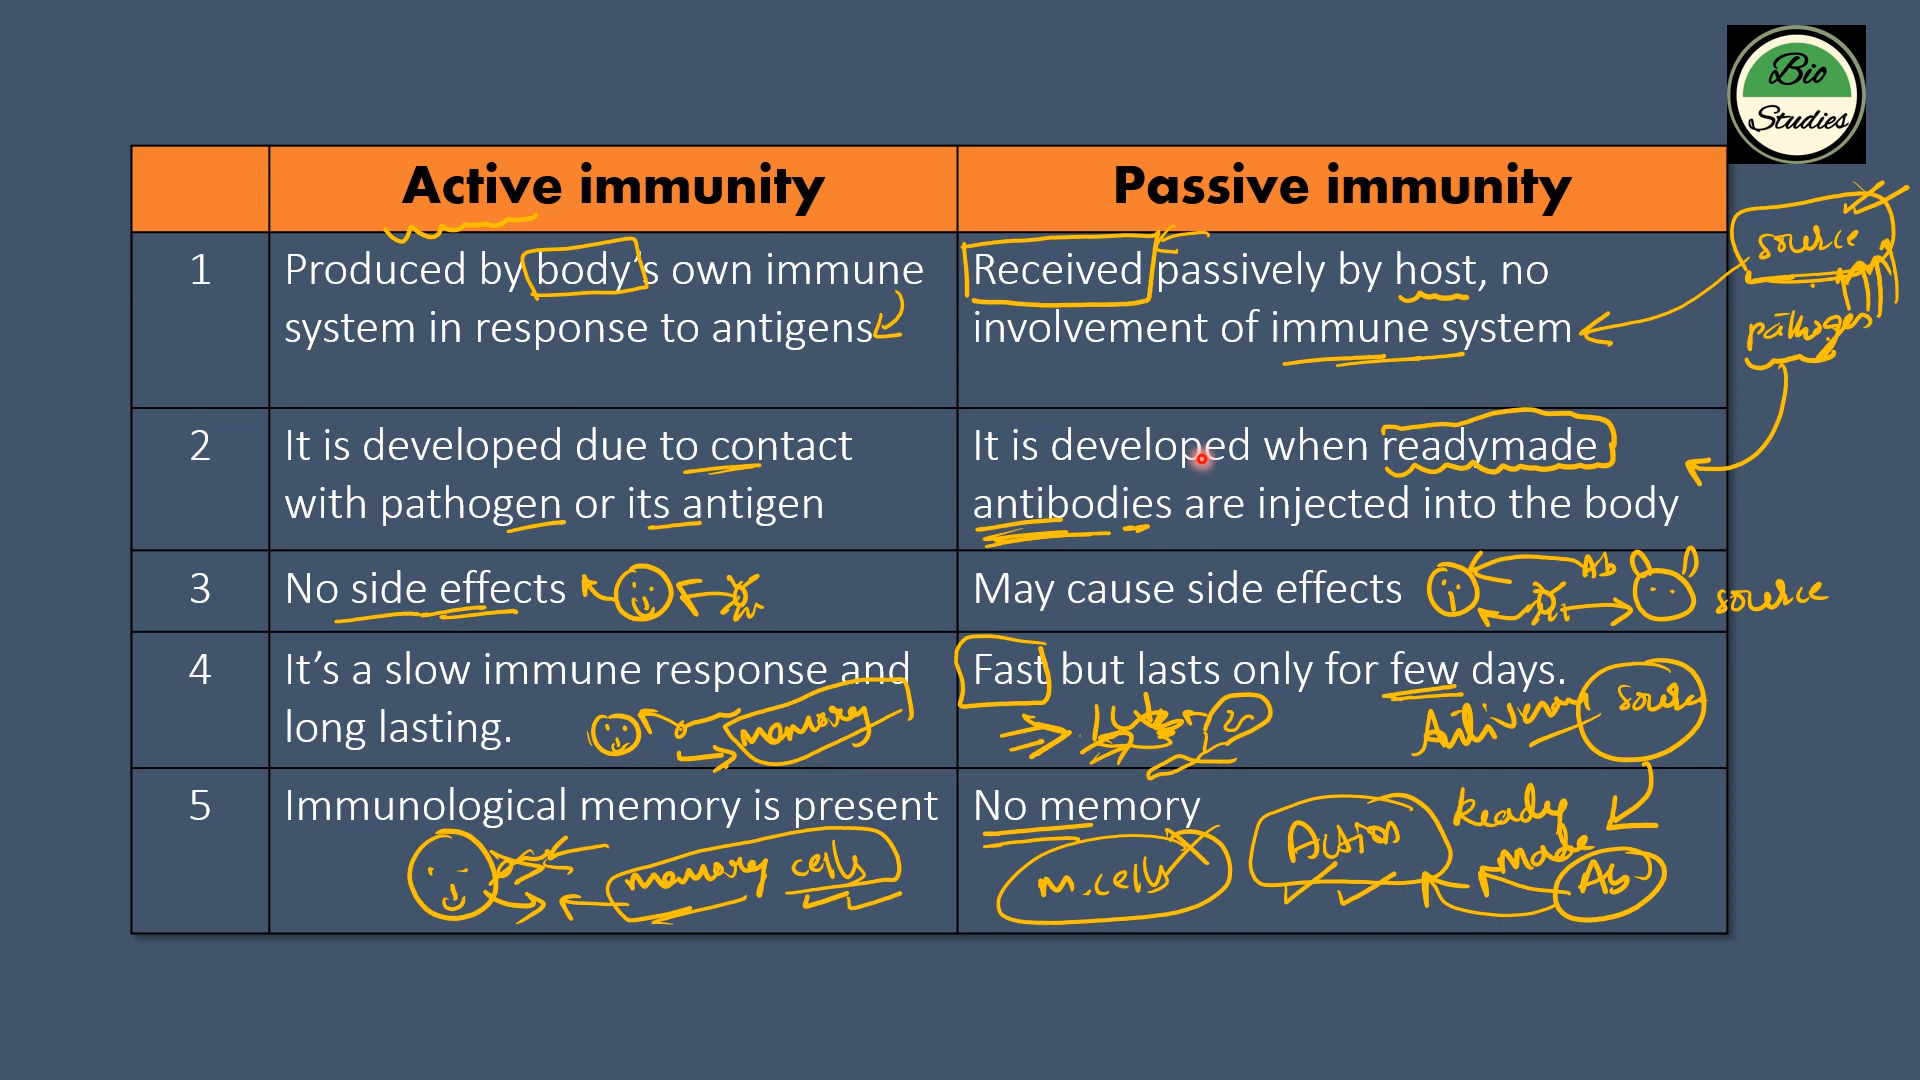 Bio
Studies
Active immunity
Passive immunity
source
pathogen
1
Produced by body's own immune
system in response to antigens
Received passively by host, no
involvement of immune system
2
It is developed due to contact
with pathogen or its antigen
It is developed when readymade
antibodies are injected into the body
3
No side effects
May cause side effects
Ab
source
4
It's a slow immune response and
long lasting.
memory
Fast but lasts only for few days.
Antivenom
source
5
Immunological memory is present
memory cells
No memory
m. cells
Action
Ready
made
Ab